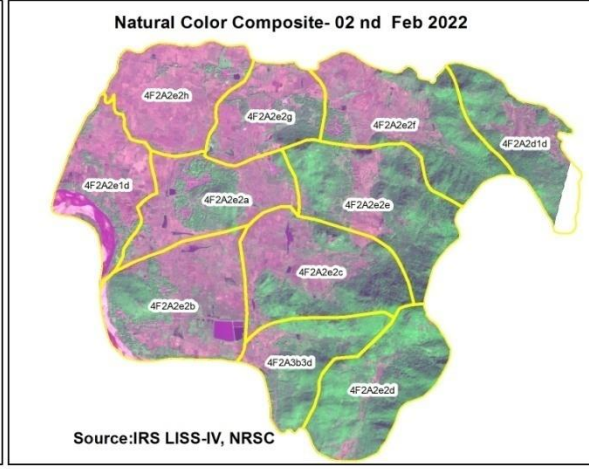 Natural Color Composite- 02 nd Feb 2022
4F2A2e2h
4F2A2e2g
4F2A2e2f
4F2A2d1d
4F2A2e1d
4F2A2e2a
4F2A2e2e
4F2A2e2c
4F2A2e2b
4F2A3b3d
4F2A2e2d
Source:IRS LISS-IV, NRSC